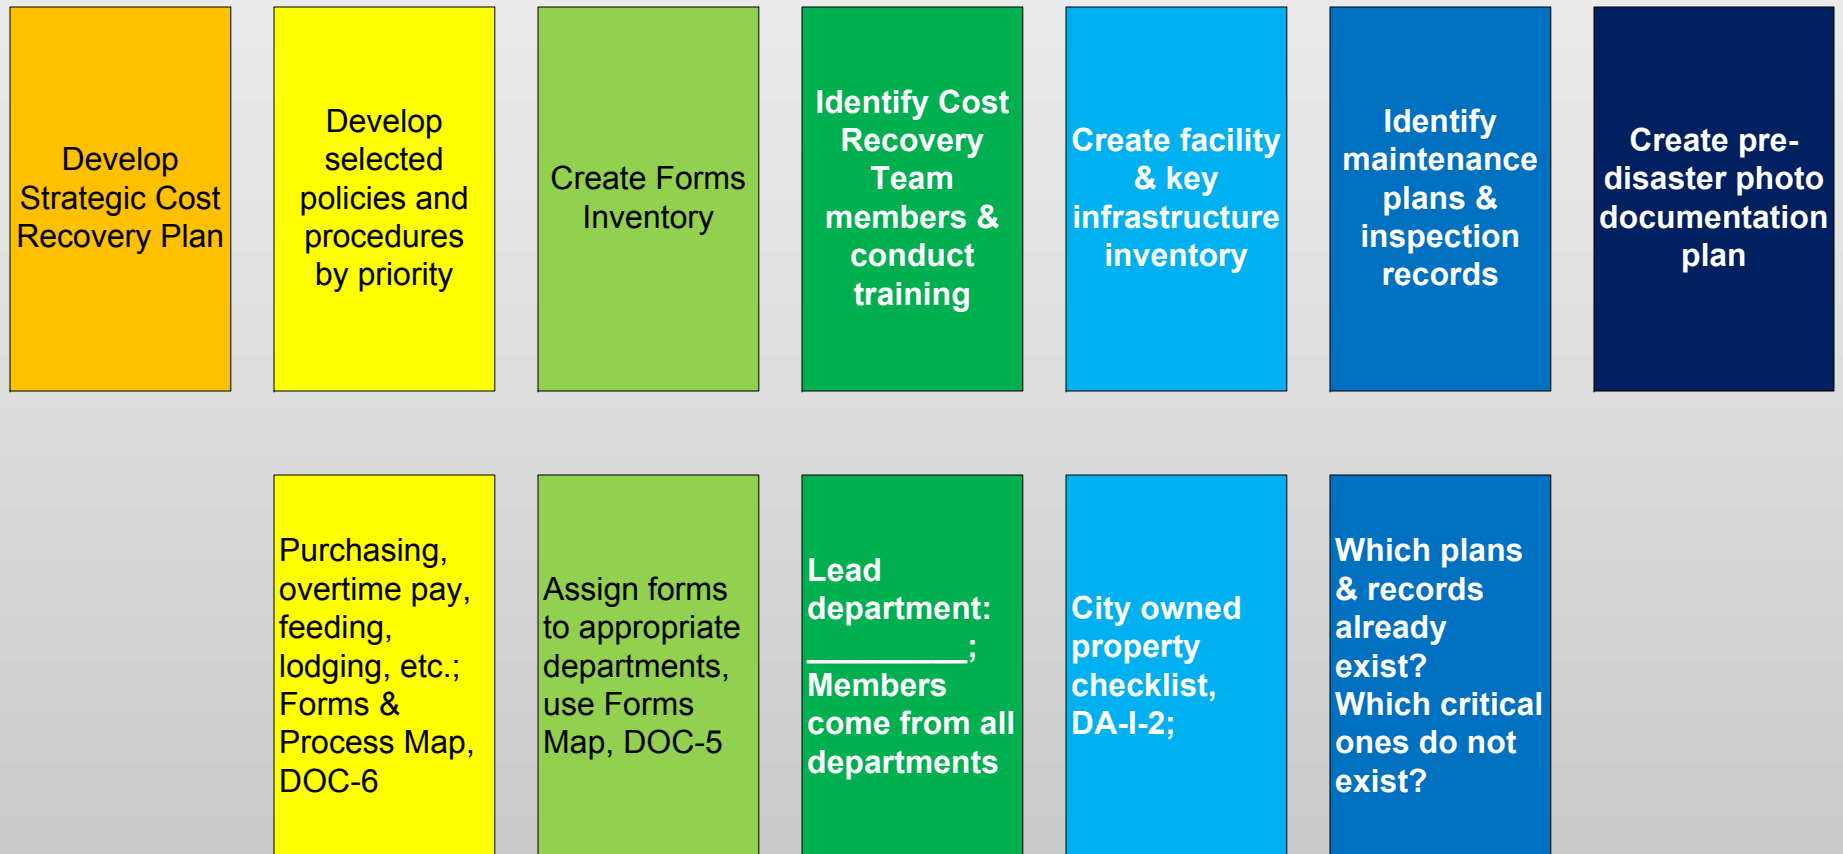 Develop
Strategic Cost
Recovery Plan
Develop
selected
policies and
procedures
by priority
Create Forms
Inventory
Identify Cost
Recovery
Team
members &
conduct
training
Create facility
& key
infrastructure
inventory
Identify
maintenance
plans &
inspection
records
Create pre-
disaster photo
documentation
plan
Purchasing,
overtime pay,
feeding,
lodging, etc.;
Forms &
Process Map,
DOC-6
Assign forms
to appropriate
departments,
use Forms
Map, DOC-5
Lead
department:
_________;
Members
come from all
departments
City owned
property
checklist,
DA-I-2;
Which plans
& records
already
exist?
Which critical
ones do not
exist?